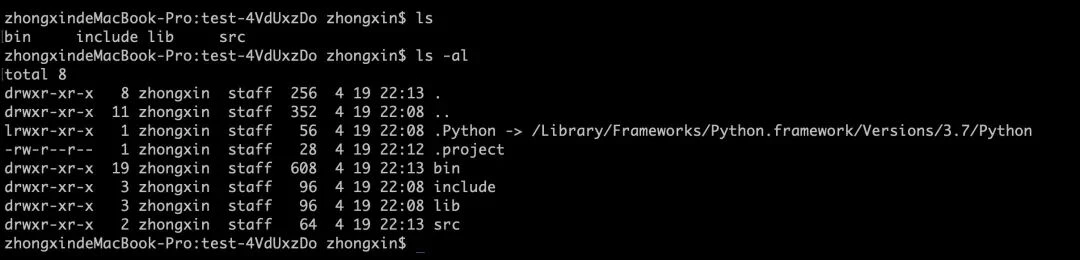 zhongxindeMacBook-Pro:test-4VdUxzDo zhongxin$ ls
bin     include lib     src
zhongxindeMacBook-Pro:test-4VdUxzDo zhongxin$ ls -al
total 8
drwxr-xr-x   8 zhongxin  staff  256  4 19 22:13 .
drwxr-xr-x  11 zhongxin  staff  352  4 19 22:08 ..
lrwxr-xr-x   1 zhongxin  staff   56  4 19 22:08 .Python -> /Library/Frameworks/Python.framework/Versions/3.7/Python
-rw-r--r--   1 zhongxin  staff   28  4 19 22:12 .project
drwxr-xr-x  19 zhongxin  staff  608  4 19 22:13 bin
drwxr-xr-x   3 zhongxin  staff   96  4 19 22:08 include
drwxr-xr-x   3 zhongxin  staff   96  4 19 22:08 lib
drwxr-xr-x   2 zhongxin  staff   64  4 19 22:13 src
zhongxindeMacBook-Pro:test-4VdUxzDo zhongxin$ _